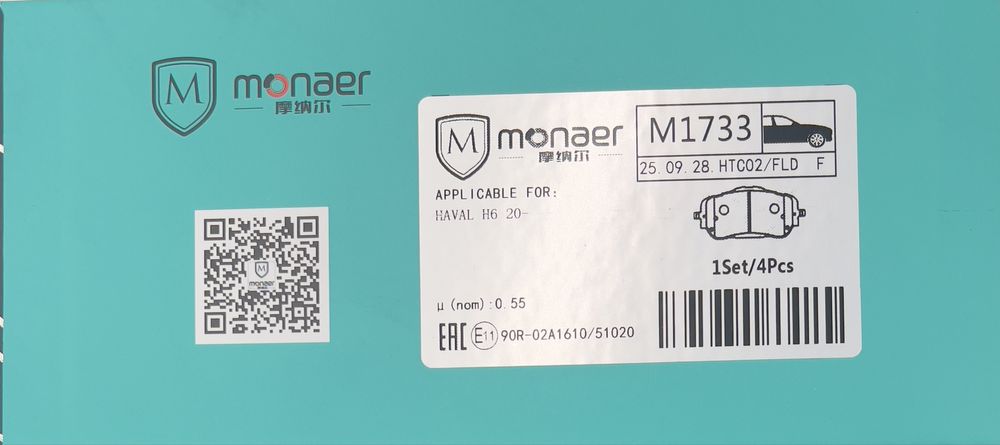 M monaer
摩纳尔
M
monaer
M monaer
摩纳尔
M1733
25.09.28.HTC02/FLD F
APPLICABLE FOR:
HAVAL H6 20-
1Set/4Pcs
μ(nom):0.55
EAC E11 90R-02A1610/51020